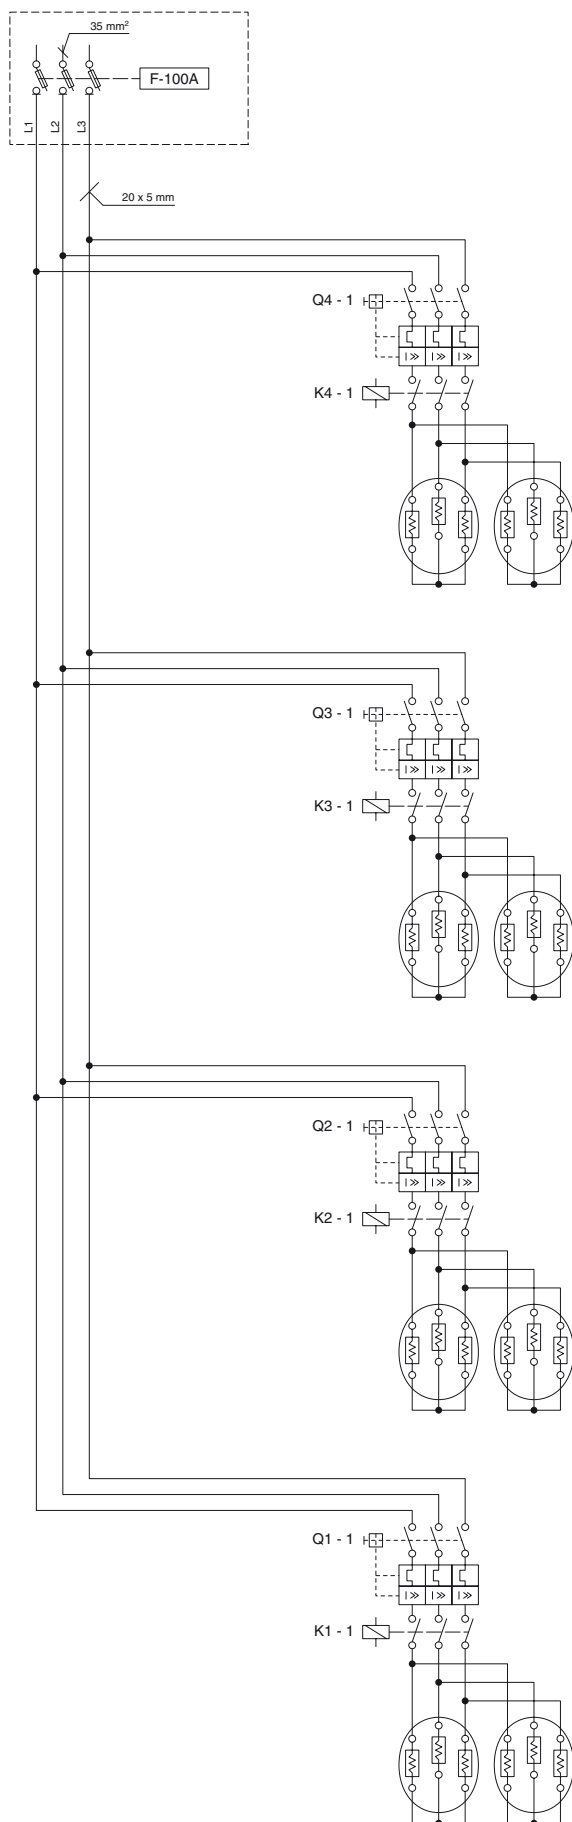 35 mm²
F-100A
L1
L2
L3
20 x 5 mm
Q4 - 1
I >>
I >>
I >>
K4 - 1
Q3 - 1
I >>
I >>
I >>
K3 - 1
Q2 - 1
I >>
I >>
I >>
K2 - 1
Q1 - 1
I >>
I >>
I >>
K1 - 1